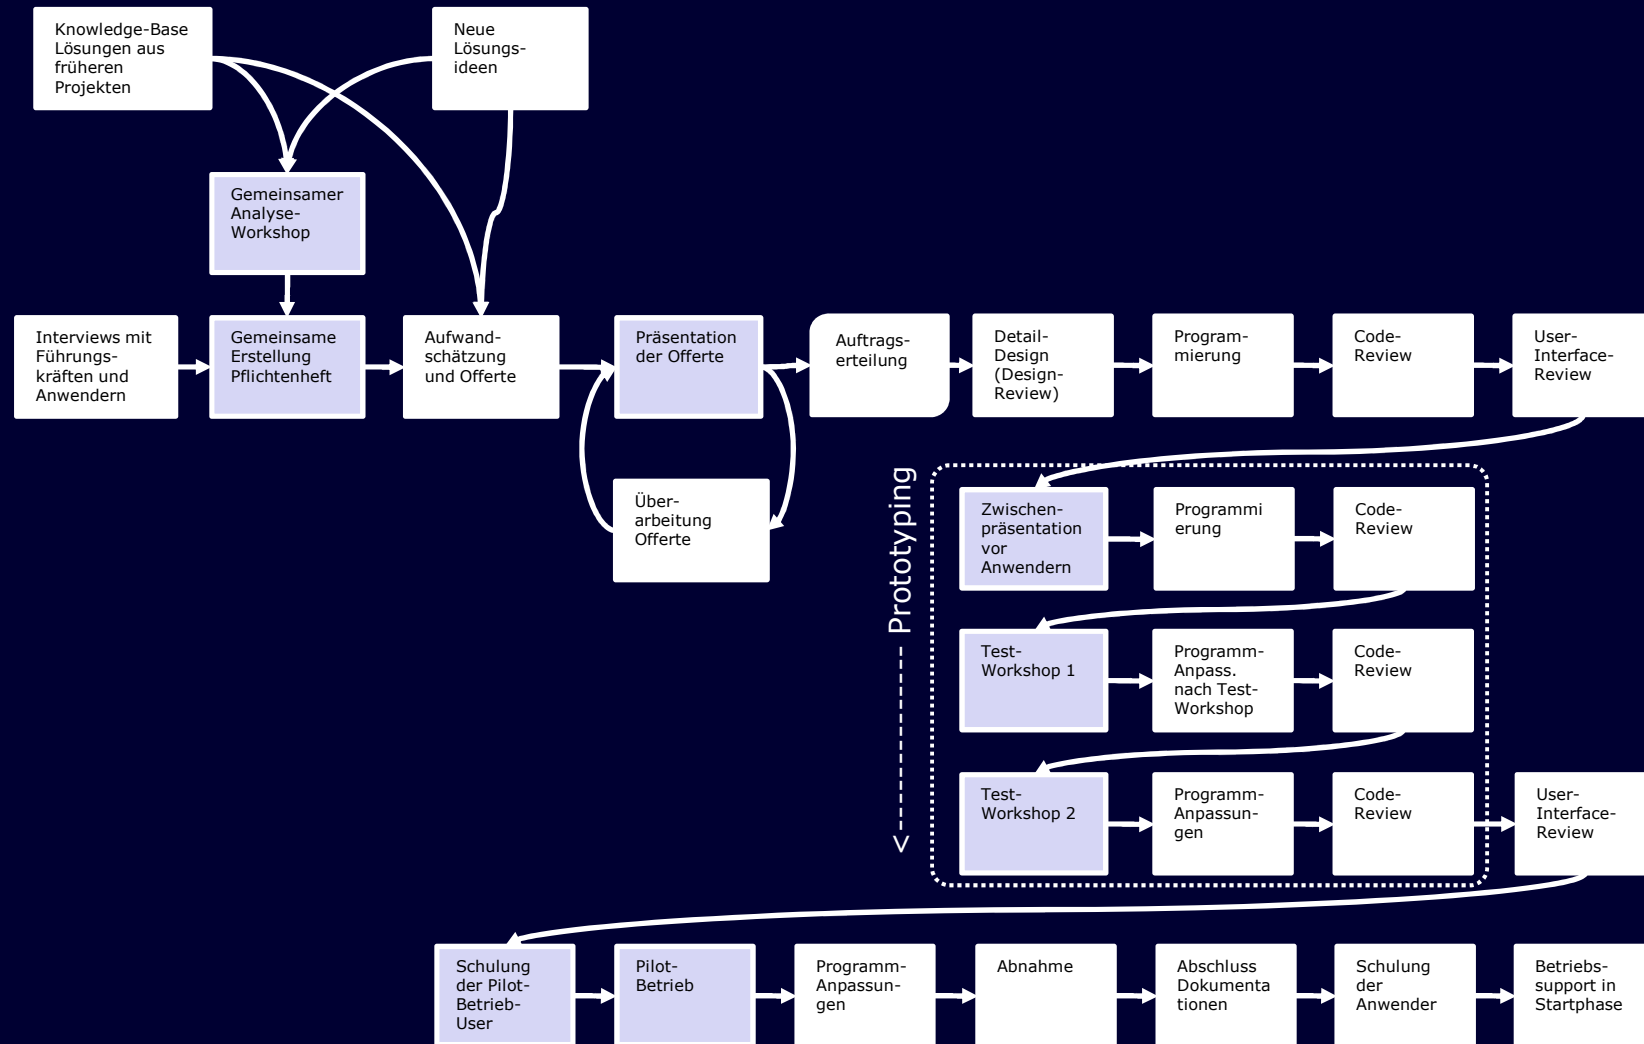 Knowledge-Base
Lösungen aus
früheren
Projekten
Neue
Lösungs-
ideen
Gemeinsamer
Analyse-
Workshop
Interviews mit
Führungs-
kräften und
Anwendern
Gemeinsame
Erstellung
Pflichtenheft
Aufwand-
schätzung
und Offerte
Präsentation
der Offerte
Auftrags-
erteilung
Detail-
Design
(Design-
Review)
Program-
mierung
Code-
Review
User-
Interface-
Review
Über-
arbeitung
Offerte
<------- Prototyping
Zwischen-
präsentation
vor
Anwendern
Programmi
erung
Code-
Review
Test-
Workshop 1
Programm-
Anpass.
nach Test-
Workshop
Code-
Review
Test-
Workshop 2
Programm-
Anpassun-
gen
Code-
Review
User-
Interface-
Review
Schulung
der Pilot-
Betrieb-
User
Pilot-
Betrieb
Programm-
Anpassun-
gen
Abnahme
Abschluss
Dokumenta
tionen
Schulung
der
Anwender
Betriebs-
support in
Startphase